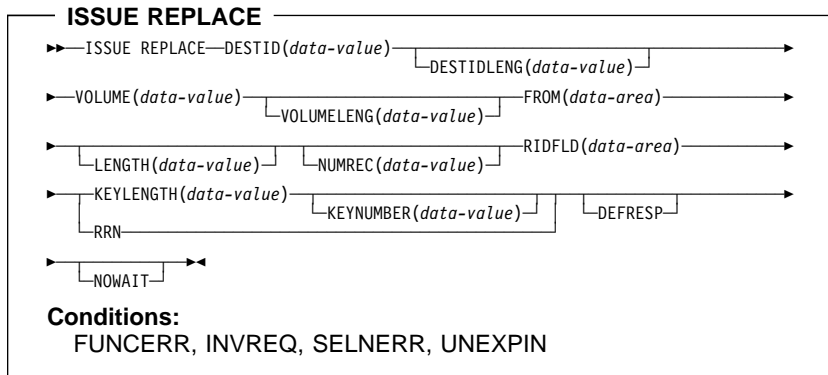 ISSUE REPLACE
ISSUE REPLACE DESTID(data-value)
DESTIDLENG(data-value)
VOLUME(data-value) FROM(data-area)
VOLUMELENG(data-value)
RIDFLD(data-area)
LENGTH(data-value) NUMREC(data-value)
KEYLENGTH(data-value)
KEYNUMBER(data-value) DEFRESP
RRN
NOWAIT
Conditions:
FUNCERR, INVREQ, SELNERR, UNEXPIN